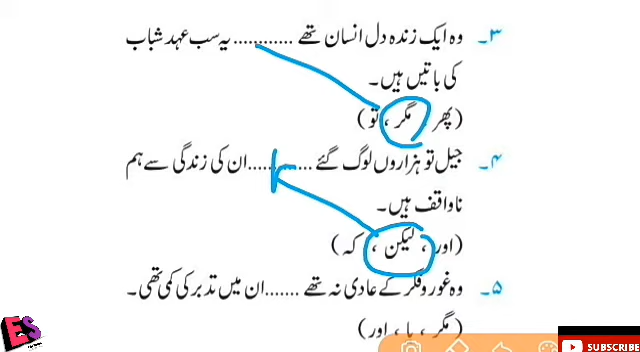 ۳۔ وہ ایک زندہ دل انسان تھے ............ یہ سب عہد شباب
کی باتیں ہیں۔
(پھر ، مگر ، تو)
۴۔ جیل تو ہزاروں لوگ گئے ............ ان کی زندگی سے ہم
ناواقف ہیں۔
(اور ، لیکن ، کہ)
۵۔ وہ غور و فکر کے عادی نہ تھے ....... ان میں تدبر کی کمی تھی۔
(مگر ، یا ، اور)
ES
SUBSCRIBE